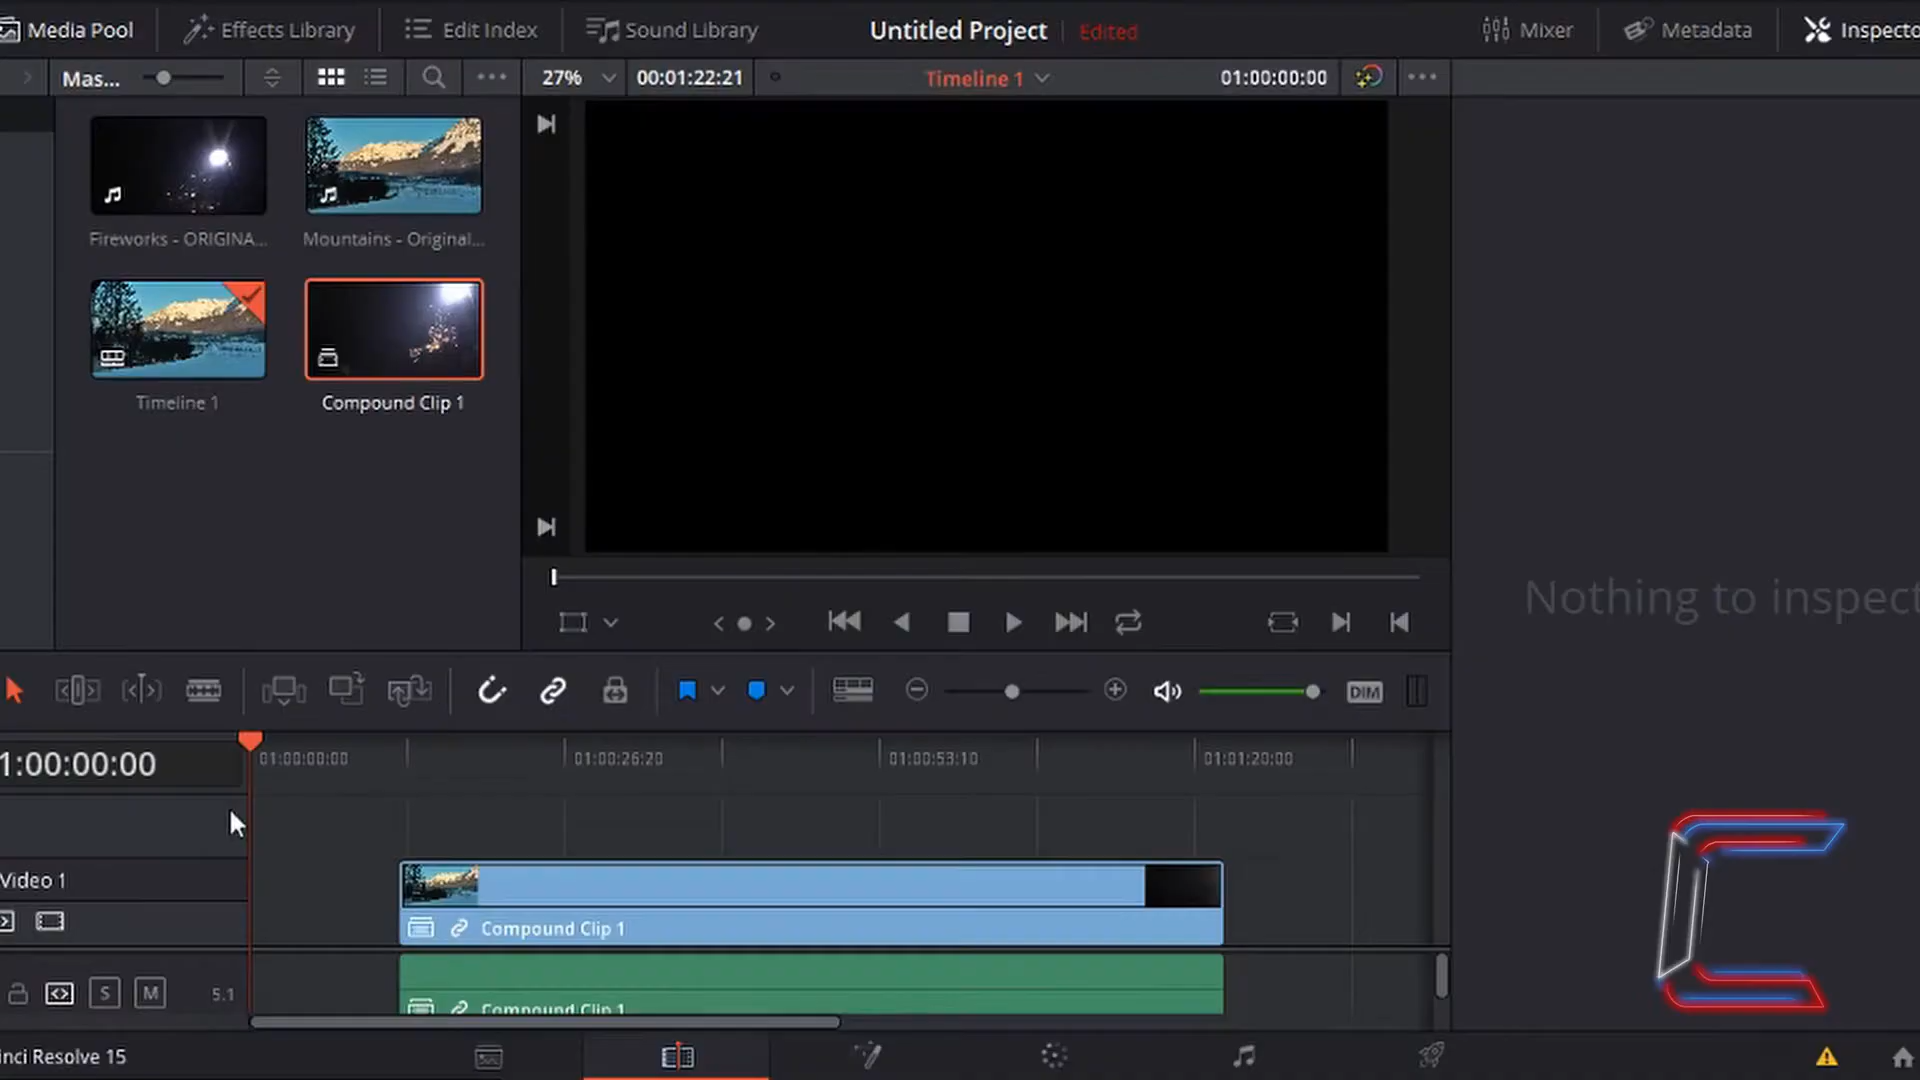 Media Pool
Effects Library
Edit Index
Sound Library
Untitled Project
Edited
Mixer
Metadata
Inspecto
Mas...
27%
00:01:22:21
Timeline 1
01:00:00:00
Fireworks - ORIGINA...
Mountains - Original...
Timeline 1
Compound Clip 1
Nothing to inspect
DIM
1:00:00:00
01:00:00:00
01:00:26:20
01:00:53:10
01:01:20:00
Video 1
Compound Clip 1
S
M
5.1
Compound Clip 1
inci Resolve 15